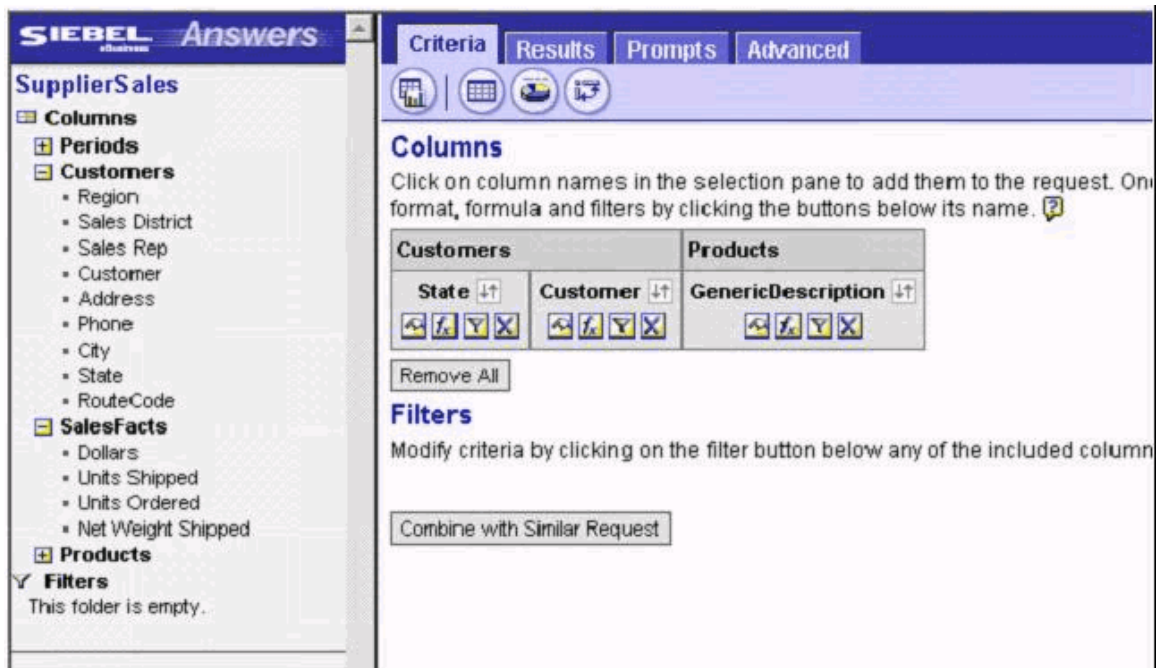 SIEBEL Answers
eBusiness
SupplierSales
Columns
Periods
Customers
Region
Sales District
Sales Rep
Customer
Address
Phone
City
State
RouteCode
SalesFacts
Dollars
Units Shipped
Units Ordered
Net Weight Shipped
Products
Filters
This folder is empty.
Criteria Results Prompts Advanced
Columns
Click on column names in the selection pane to add them to the request. On
format, formula and filters by clicking the buttons below its name.
Customers Products
State Customer GenericDescription
Remove All
Filters
Modify criteria by clicking on the filter button below any of the included column
Combine with Similar Request